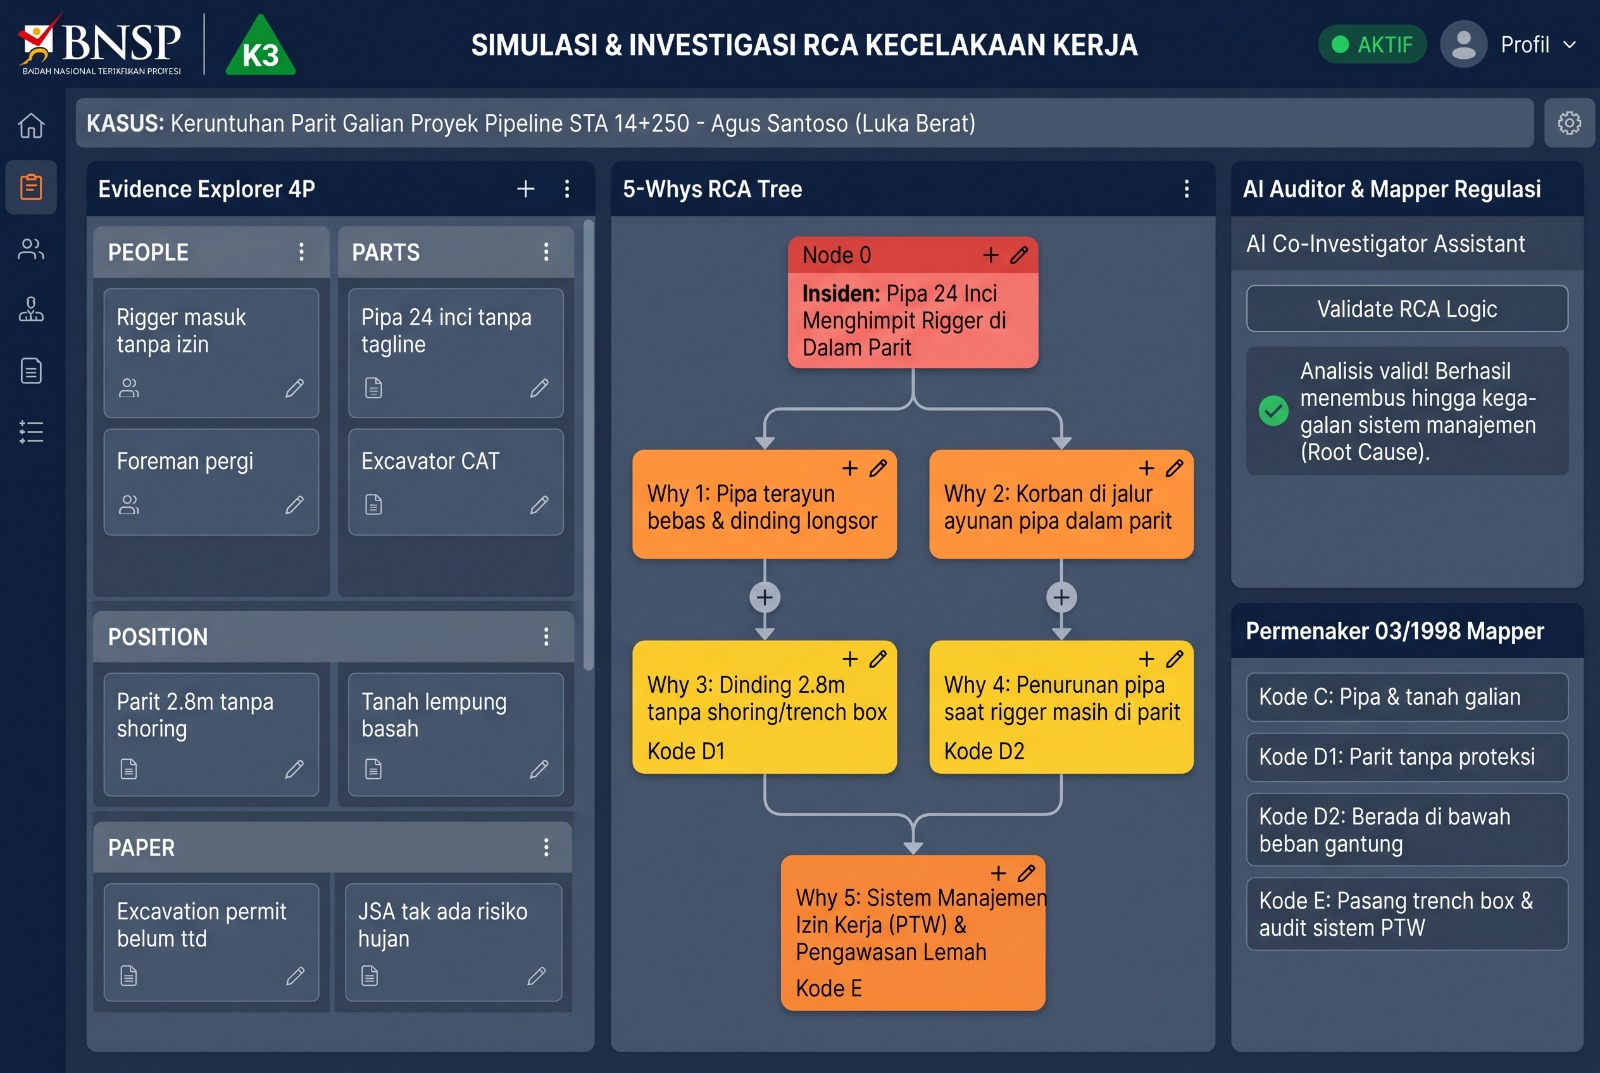 BNSP
BADAH NASIONAL TERIKFIKAN PROYESI
K3
SIMULASI & INVESTIGASI RCA KECELAKAAN KERJA
AKTIF
Profil
KASUS: Keruntuhan Parit Galian Proyek Pipeline STA 14+250 - Agus Santoso (Luka Berat)
Evidence Explorer 4P
PEOPLE
Rigger masuk
tanpa izin
Foreman pergi
PARTS
Pipa 24 inci tanpa
tagline
Excavator CAT
POSITION
Parit 2.8m tanpa
shoring
Tanah lempung
basah
PAPER
Excavation permit
belum ttd
JSA tak ada risiko
hujan
5-Whys RCA Tree
Node 0
Insiden: Pipa 24 Inci
Menghimpit Rigger di
Dalam Parit
Why 1: Pipa terayun
bebas & dinding longsor
Why 2: Korban di jalur
ayunan pipa dalam parit
Why 3: Dinding 2.8m
tanpa shoring/trench box
Kode D1
Why 4: Penurunan pipa
saat rigger masih di parit
Kode D2
Why 5: Sistem Manajemen
Izin Kerja (PTW) &
Pengawasan Lemah
Kode E
AI Auditor & Mapper Regulasi
AI Co-Investigator Assistant
Validate RCA Logic
Analisis valid! Berhasil
menembus hingga kega-
galan sistem manajemen
(Root Cause).
Permenaker 03/1998 Mapper
Kode C: Pipa & tanah galian
Kode D1: Parit tanpa proteksi
Kode D2: Berada di bawah
beban gantung
Kode E: Pasang trench box &
audit sistem PTW